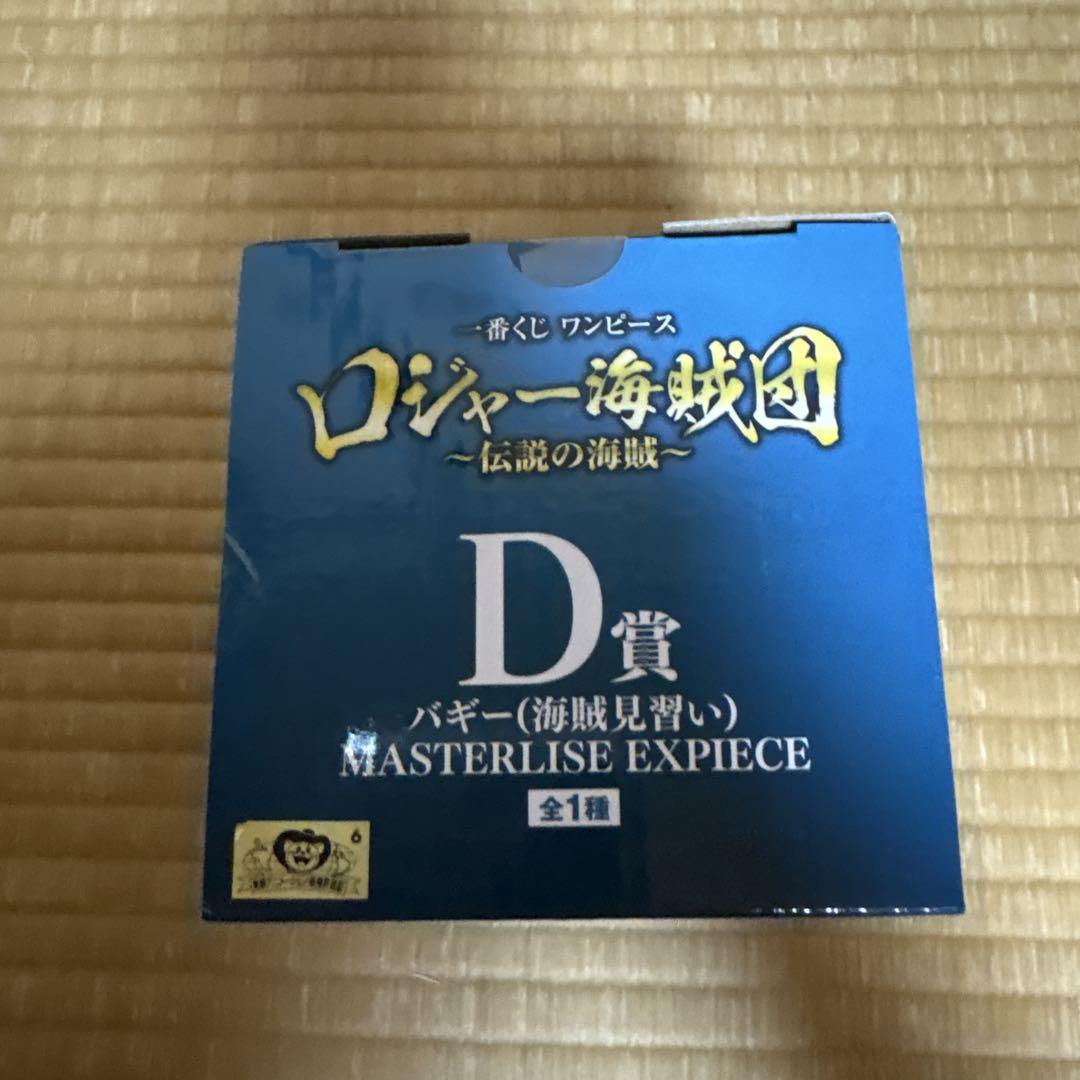 一番くじ ワンピース
ロジャー海賊団
～伝説の海賊～
D賞
バギー(海賊見習い)
MASTERLISE EXPIECE
全1種
6